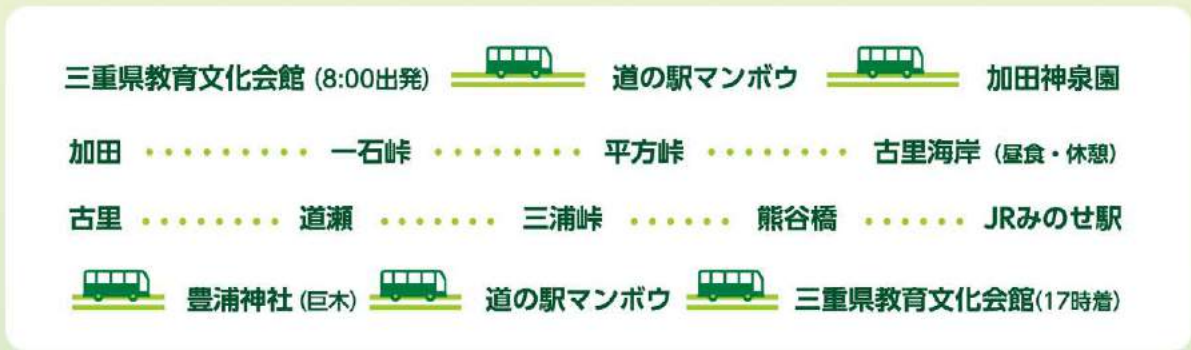 三重県教育文化会館 (8:00出発) 道の駅マンボウ 加田神泉園
加田 ········· 一石峠 ········ 平方峠 ········ 古里海岸 (昼食・休憩)
古里 ········ 道瀬 ······· 三浦峠 ······ 熊谷橋 ······ JRみのせ駅
豊浦神社 (巨木) 道の駅マンボウ 三重県教育文化会館(17時着)